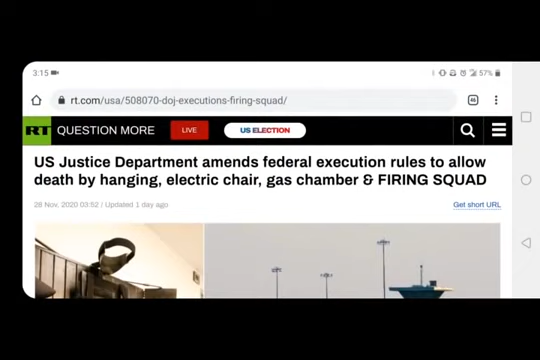 3:15 57%
rt.com/usa/508070-doj-executions-firing-squad/ 46
RT QUESTION MORE LIVE US ELECTION
US Justice Department amends federal execution rules to allow
death by hanging, electric chair, gas chamber & FIRING SQUAD
28 Nov, 2020 03:52 / Updated 1 day ago Get short URL